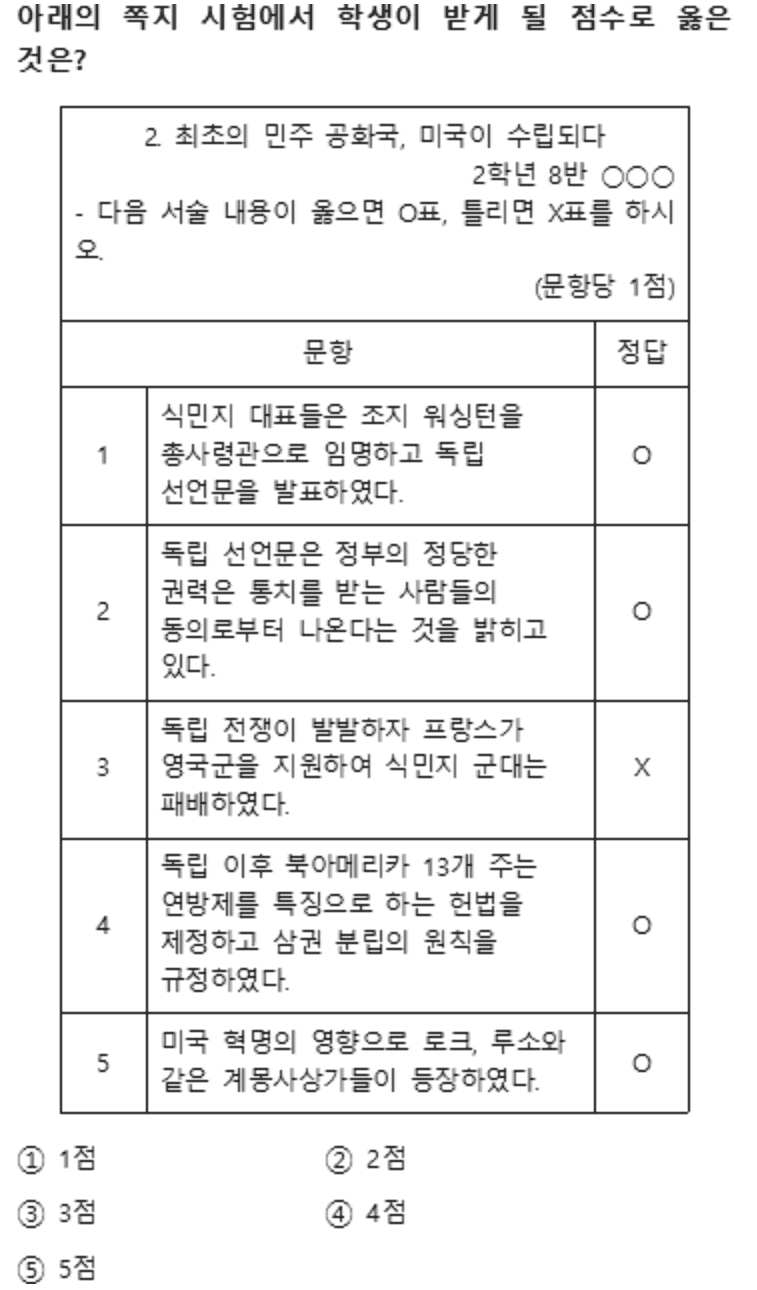 아래의 쪽지 시험에서 학생이 받게 될 점수로 옳은
것은?
2. 최초의 민주 공화국, 미국이 수립되다
2학년 8반 ○○○
- 다음 서술 내용이 옳으면 O표, 틀리면 X표를 하시
오.
(문항당 1점)
문항 정답
식민지 대표들은 조지 워싱턴을
1 총사령관으로 임명하고 독립 O
선언문을 발표하였다.
독립 선언문은 정부의 정당한
권력은 통치를 받는 사람들의
2 동의로부터 나온다는 것을 밝히고 O
있다.
독립 전쟁이 발발하자 프랑스가
3 영국군을 지원하여 식민지 군대는 X
패배하였다.
독립 이후 북아메리카 13개 주는
연방제를 특징으로 하는 헌법을
4 제정하고 삼권 분립의 원칙을 O
규정하였다.
미국 혁명의 영향으로 로크, 루소와
5 같은 계몽사상가들이 등장하였다. O
① 1점 ② 2점
③ 3점 ④ 4점
⑤ 5점